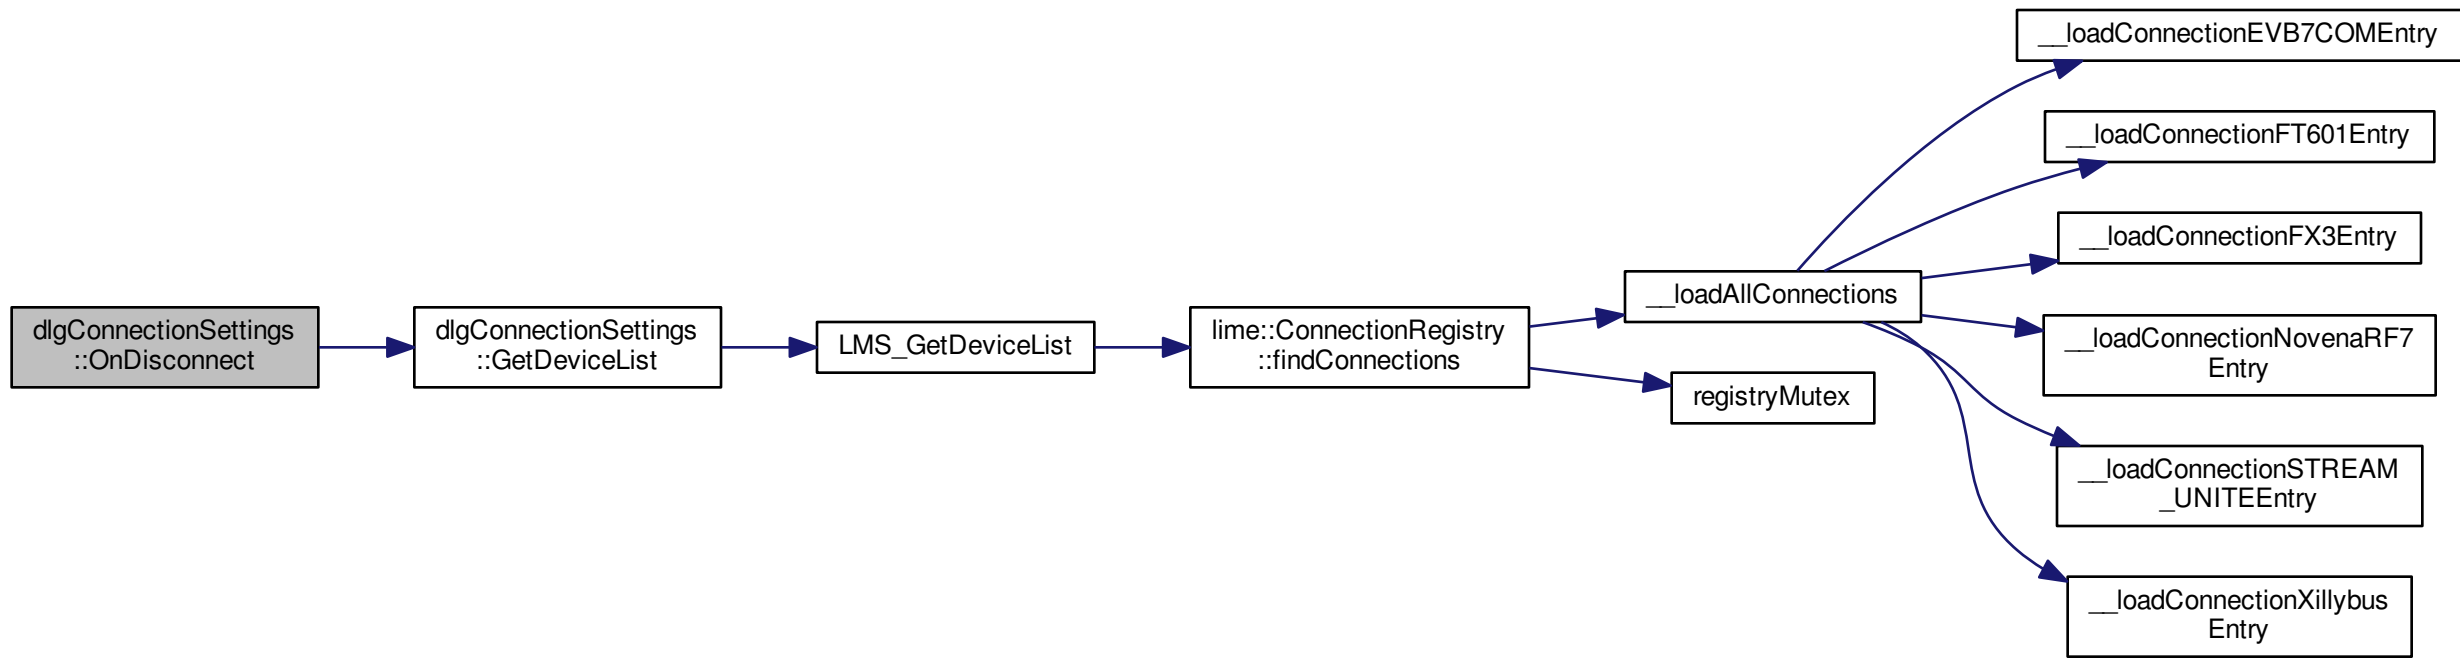 dlgConnectionSettings
::OnDisconnect
dlgConnectionSettings
::GetDeviceList
LMS_GetDeviceList
lime::ConnectionRegistry
::findConnections
__loadAllConnections
registryMutex
__loadConnectionEVB7COMEntry
__loadConnectionFT601Entry
__loadConnectionFX3Entry
__loadConnectionNovenaRF7
Entry
__loadConnectionSTREAM
_UNITEEntry
__loadConnectionXillybus
Entry